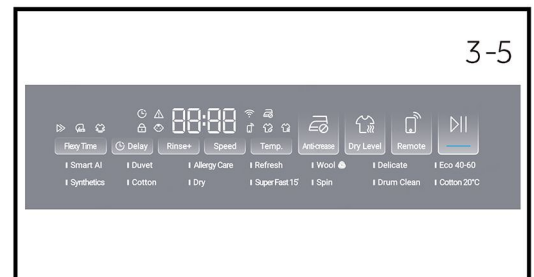 3-5
88:88
Flexy Time Delay Rinse+ Speed Temp. Anti-crease Dry Level Remote
Smart AI Duvet Allergy Care Refresh Wool Delicate Eco 40-60
Synthetics Cotton Dry Super Fast 15' Spin Drum Clean Cotton 20°C